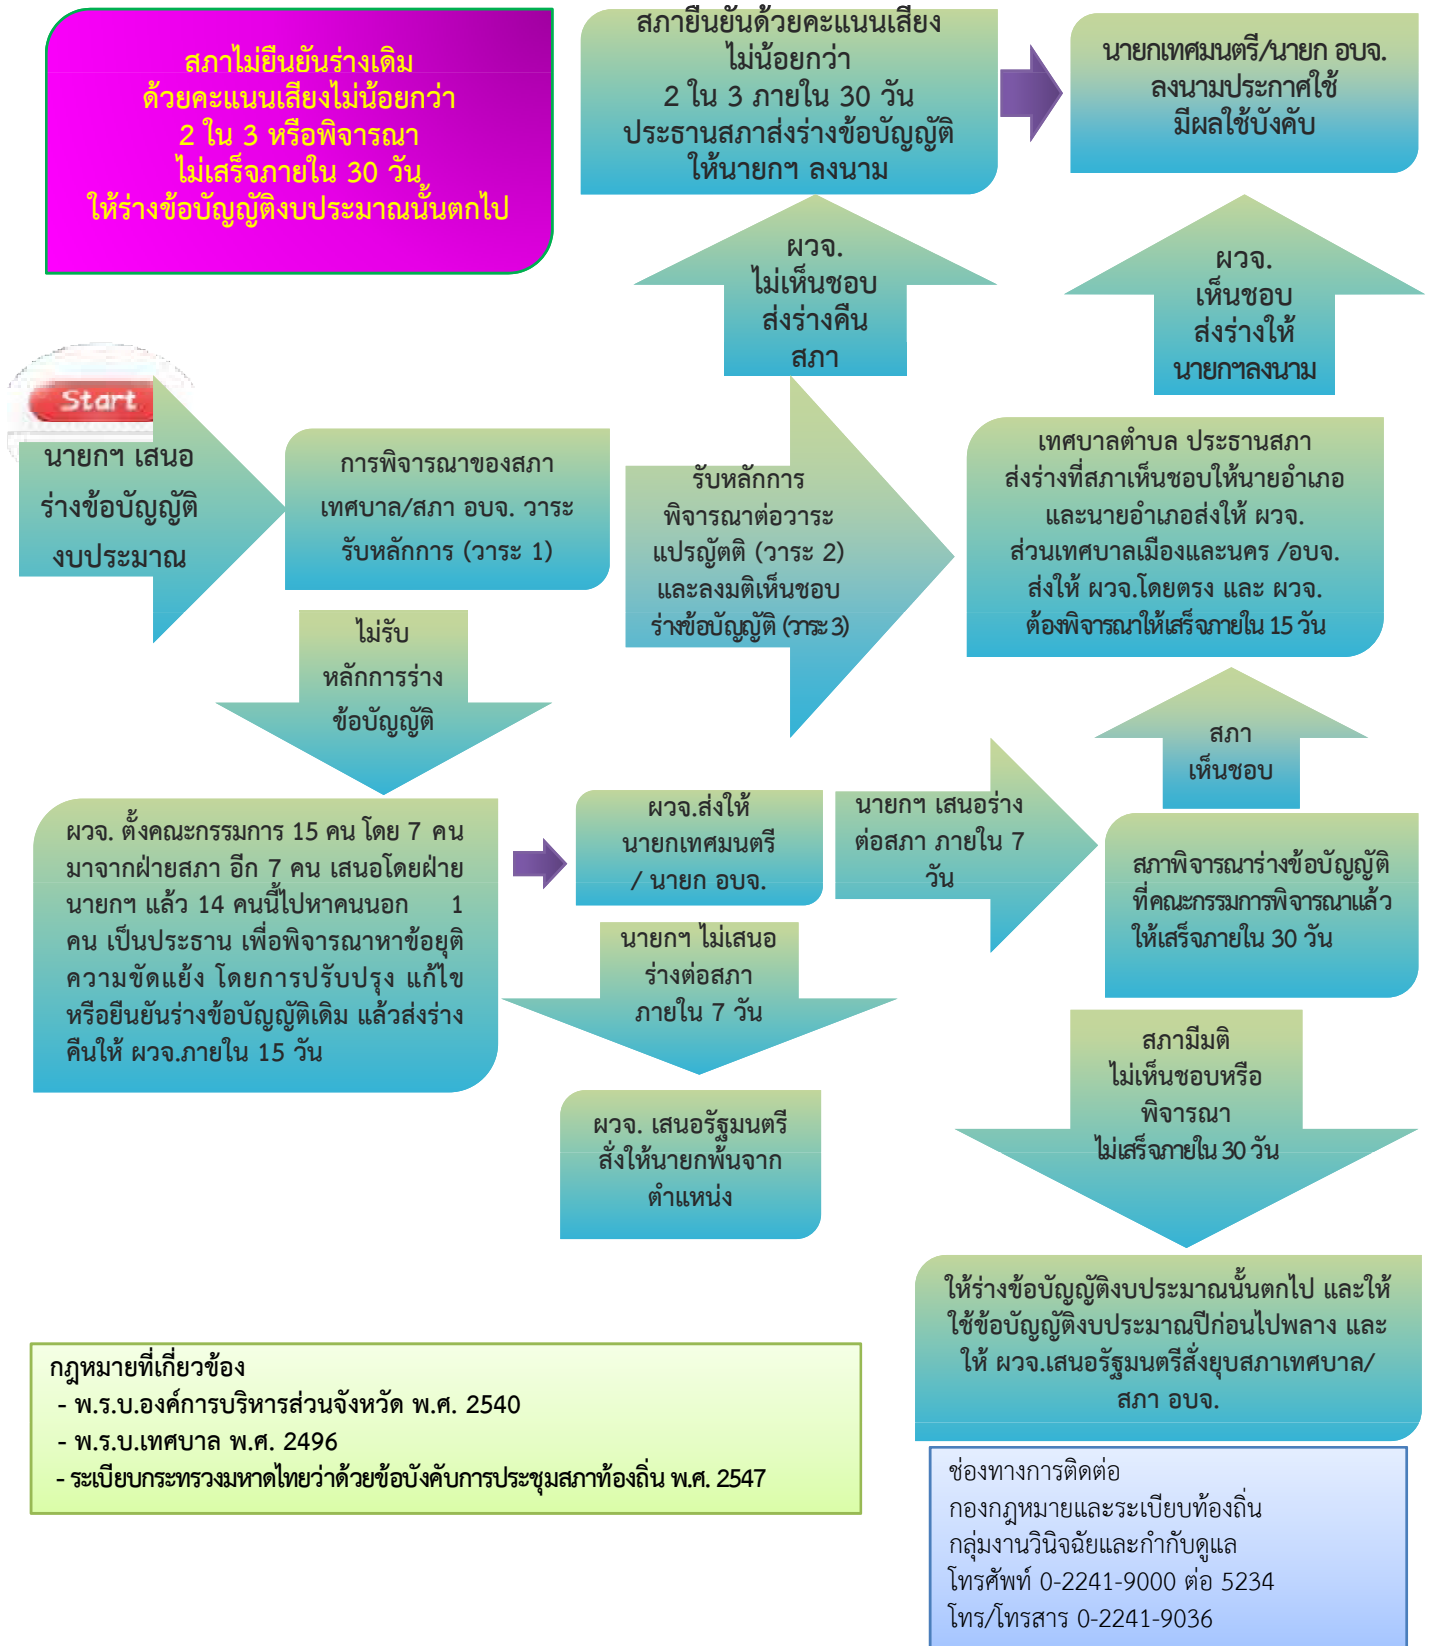 สภาไม่ยืนยันร่างเดิม
ด้วยคะแนนเสียงไม่น้อยกว่า
2 ใน 3 หรือพิจารณา
ไม่เสร็จภายใน 30 วัน
ให้ร่างข้อบัญญัติงบประมาณนั้นตกไป
สภายืนยันด้วยคะแนนเสียง
ไม่น้อยกว่า
2 ใน 3 ภายใน 30 วัน
ประธานสภาส่งร่างข้อบัญญัติ
ให้นายกฯ ลงนาม
นายกเทศมนตรี/นายก อบจ.
ลงนามประกาศใช้
มีผลใช้บังคับ
ผวจ.
ไม่เห็นชอบ
ส่งร่างคืน
สภา
ผวจ.
เห็นชอบ
ส่งร่างให้
นายกฯลงนาม
Start
นายกฯ เสนอ
ร่างข้อบัญญัติ
งบประมาณ
การพิจารณาของสภา
เทศบาล/สภา อบจ. วาระ
รับหลักการ (วาระ 1)
รับหลักการ
พิจารณาต่อวาระ
แปรญัตติ (วาระ 2)
และลงมติเห็นชอบ
ร่างข้อบัญญัติ (วาระ 3)
เทศบาลตำบล ประธานสภา
ส่งร่างที่สภาเห็นชอบให้นายอำเภอ
และนายอำเภอส่งให้ ผวจ.
ส่วนเทศบาลเมืองและนคร /อบจ.
ส่งให้ ผวจ.โดยตรง และ ผวจ.
ต้องพิจารณาให้เสร็จภายใน 15 วัน
ไม่รับ
หลักการร่าง
ข้อบัญญัติ
สภา
เห็นชอบ
ผวจ. ตั้งคณะกรรมการ 15 คน โดย 7 คน
มาจากฝ่ายสภา อีก 7 คน เสนอโดยฝ่าย
นายกฯ แล้ว 14 คนนี้ไปหาคนนอก 1
คน เป็นประธาน เพื่อพิจารณาหาข้อยุติ
ความขัดแย้ง โดยการปรับปรุง แก้ไข
หรือยืนยันร่างข้อบัญญัติเดิม แล้วส่งร่าง
คืนให้ ผวจ.ภายใน 15 วัน
ผวจ.ส่งให้
นายกเทศมนตรี
/ นายก อบจ.
นายกฯ เสนอร่าง
ต่อสภา ภายใน 7
วัน
สภาพิจารณาร่างข้อบัญญัติ
ที่คณะกรรมการพิจารณาแล้ว
ให้เสร็จภายใน 30 วัน
นายกฯ ไม่เสนอ
ร่างต่อสภา
ภายใน 7 วัน
สภามีมติ
ไม่เห็นชอบหรือ
พิจารณา
ไม่เสร็จภายใน 30 วัน
ผวจ. เสนอรัฐมนตรี
สั่งให้นายกพ้นจาก
ตำแหน่ง
ให้ร่างข้อบัญญัติงบประมาณนั้นตกไป และให้
ใช้ข้อบัญญัติงบประมาณปีก่อนไปพลาง และ
ให้ ผวจ.เสนอรัฐมนตรีสั่งยุบสภาเทศบาล/
สภา อบจ.
กฎหมายที่เกี่ยวข้อง
- พ.ร.บ.องค์การบริหารส่วนจังหวัด พ.ศ. 2540
- พ.ร.บ.เทศบาล พ.ศ. 2496
- ระเบียบกระทรวงมหาดไทยว่าด้วยข้อบังคับการประชุมสภาท้องถิ่น พ.ศ. 2547
ช่องทางการติดต่อ
กองกฎหมายและระเบียบท้องถิ่น
กลุ่มงานวินิจฉัยและกำกับดูแล
โทรศัพท์ 0-2241-9000 ต่อ 5234
โทร/โทรสาร 0-2241-9036